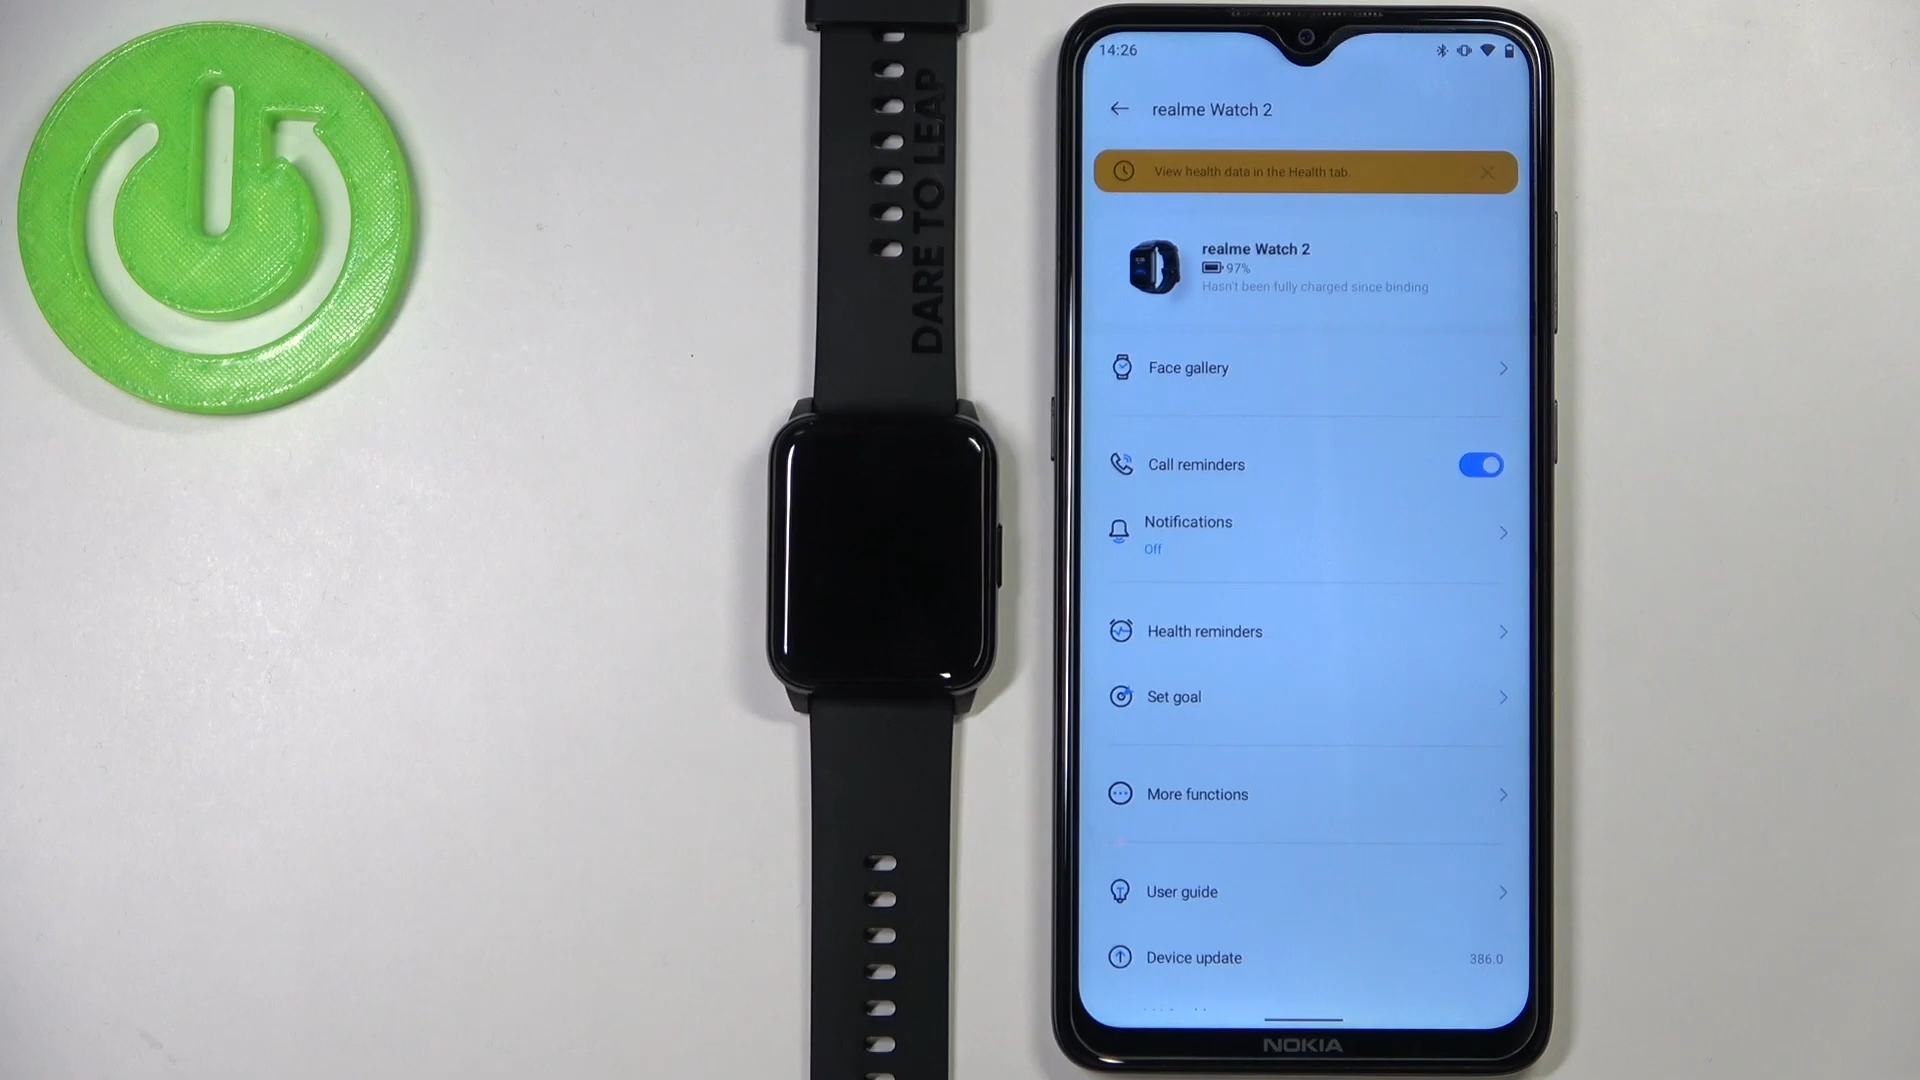 DARE TO LEAP
14:26
realme Watch 2
View health data in the Health tab.
realme Watch 2
97%
Hasn't been fully charged since binding
Face gallery
Call reminders
Notifications
Off
Health reminders
Set goal
More functions
User guide
Device update
386.0
NOKIA